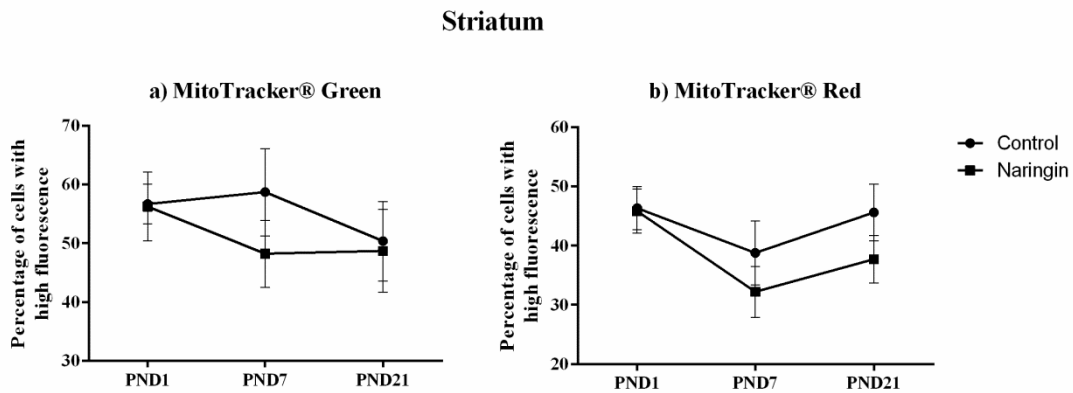 Striatum
a) MitoTracker® Green
Percentage of cells with
high fluorescence
70
60
50
40
30
PND1 PND7 PND21
b) MitoTracker® Red
Percentage of cells with
high fluorescence
60
50
40
30
20
PND1 PND7 PND21
Control
Naringin